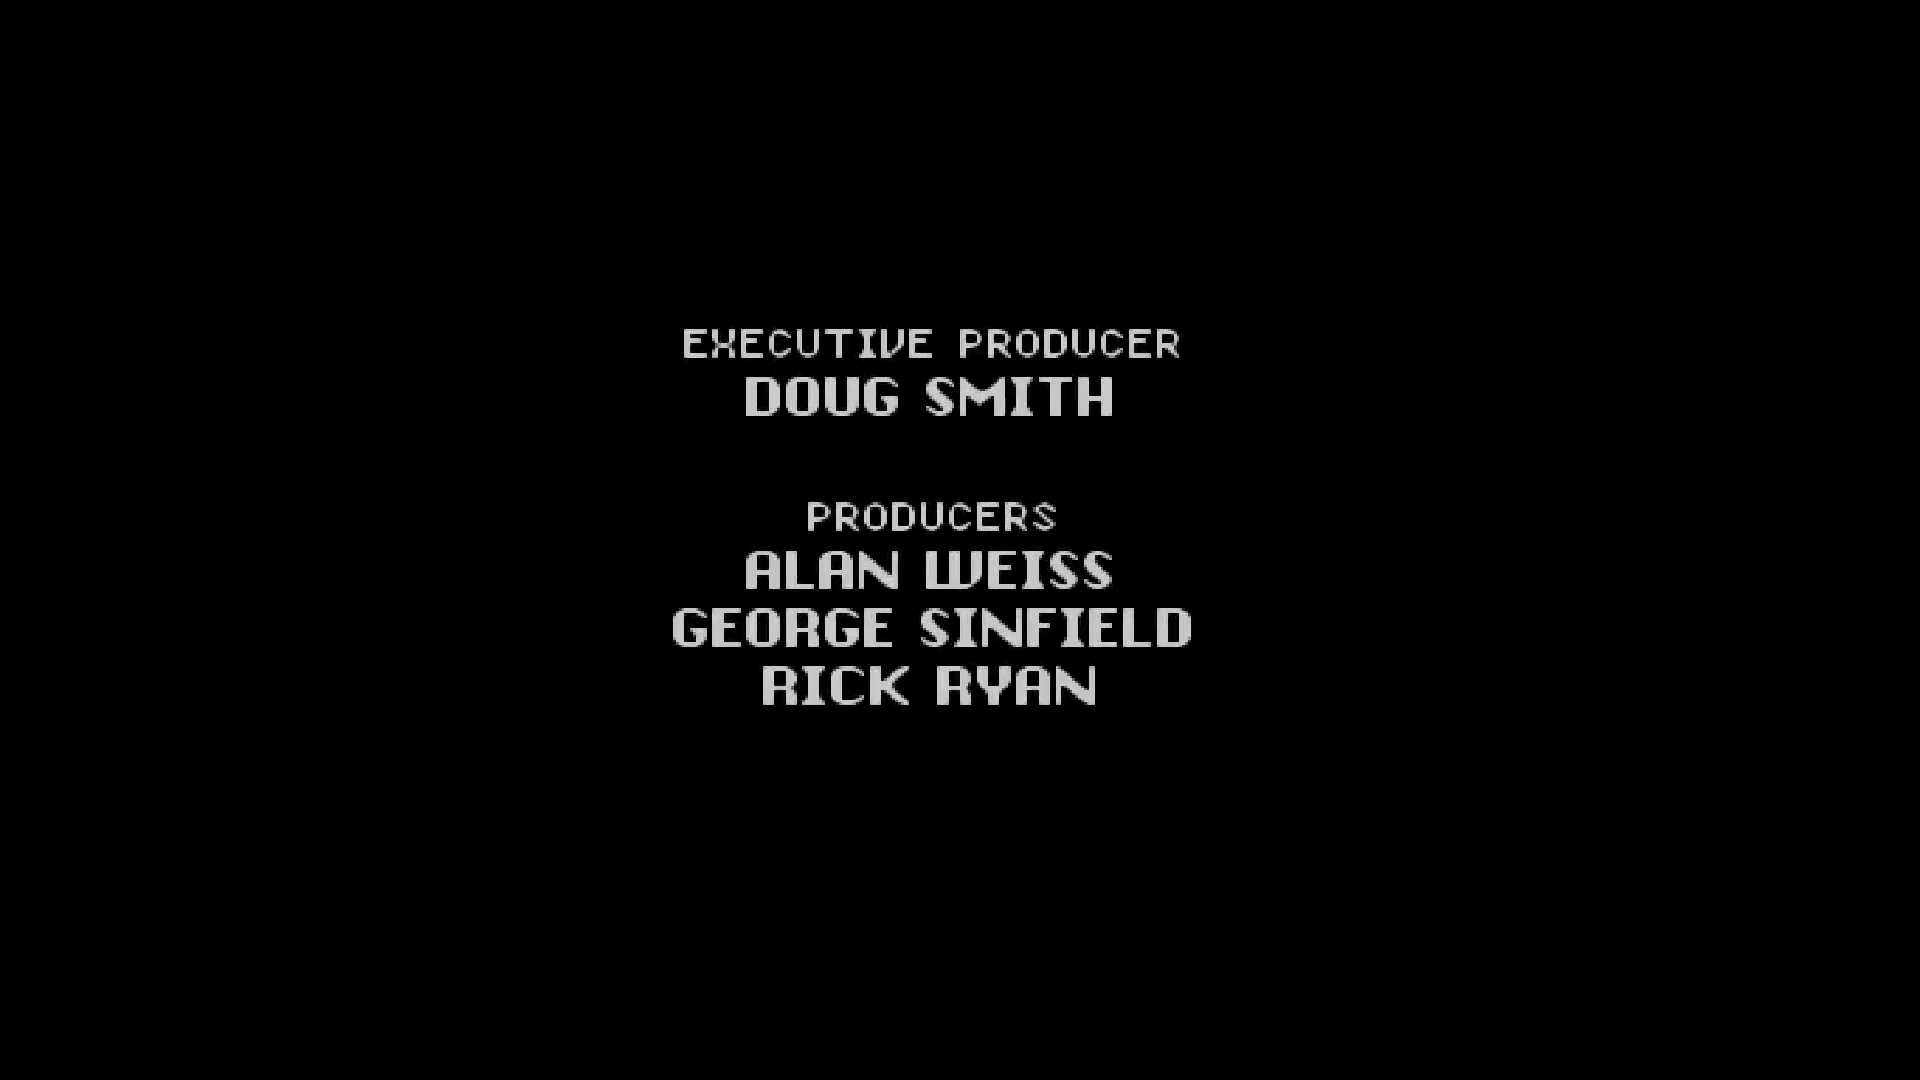 EXECUTIVE PRODUCER
DOUG SMITH
PRODUCERS
ALAN WEISS
GEORGE SINFIELD
RICK RYAN